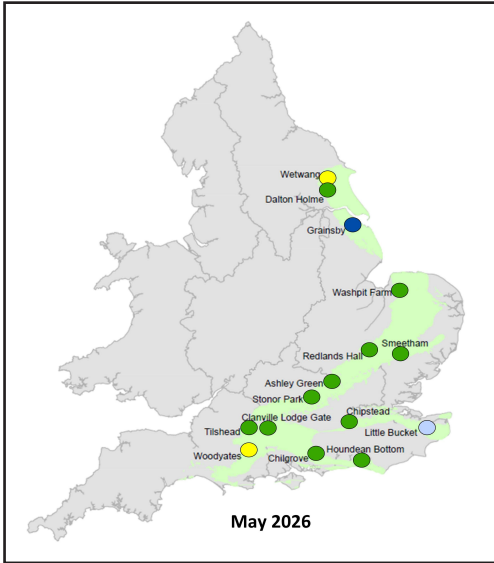 Wetwang
Dalton Holme
Grainsby
Washpit Farm
Smeetham
Redlands Hall
Ashley Green
Stonor Park
Chipstead
Clanville Lodge Gate
Tilshead
Little Bucket
Houndean Bottom
Woodyates
Chilgrove
May 2026